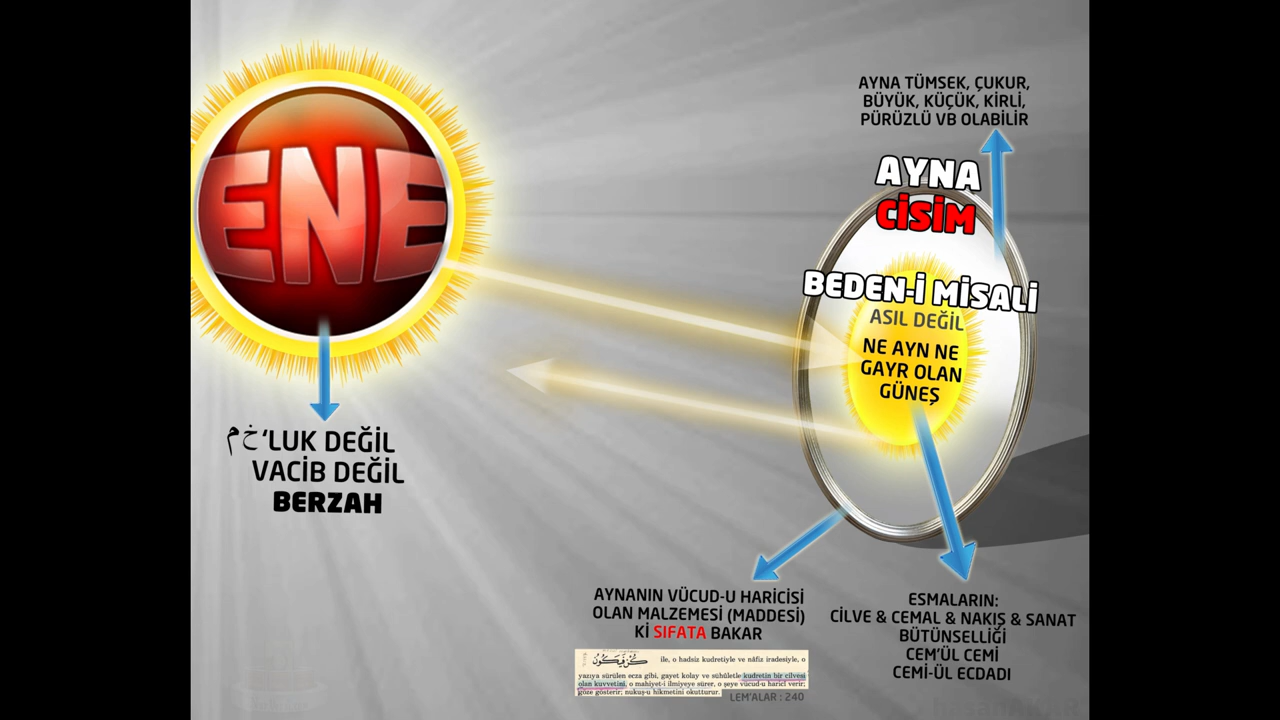 ENE
خم'LUK DEĞİL
VACİB DEĞİL
BERZAH
AYNA TÜMSEK, ÇUKUR,
BÜYÜK, KÜÇÜK, KİRLİ,
PÜRÜZLÜ VB OLABİLİR
AYNA
CİSİM
BEDEN-İ MİSALİ
ASIL DEĞİL
NE AYN NE
GAYR OLAN
GÜNEŞ
AYNANIN VÜCUD-U HARİCİSİ
OLAN MALZEMESİ (MADDESİ)
Kİ SIFATA BAKAR
كُنْ فَيَكُونُ ile, o hadsiz kudretiyle ve nâfiz iradesiyle, o
yazıya sürülen ecza gibi, gayet kolay ve sühûletle kudretin bir cilvesi
olan kuvvetini, o mahiyet-i ilmiyeye sürer, o şeye vücud-u haricî verir;
göze gösterir; nukuş-u hikmetini okutturur.
LEM'ALAR : 240
ESMALARIN:
CİLVE & CEMAL & NAKIŞ & SANAT
BÜTÜNSELLİĞİ
CEM'ÜL CEMİ
CEMİ-ÜL ECDADI